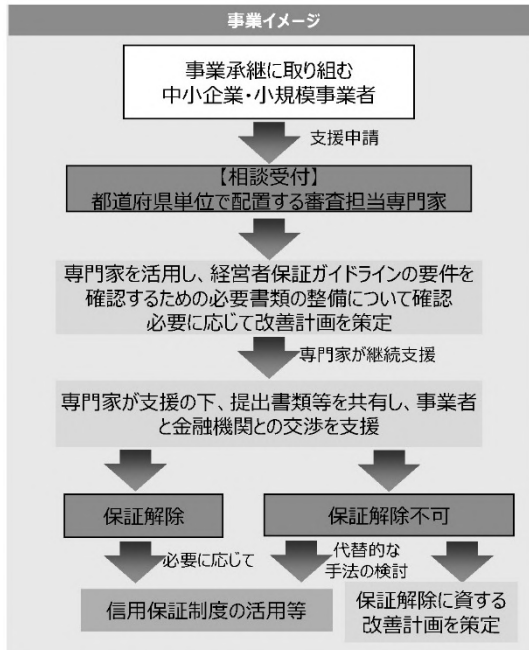 事業イメージ
事業承継に取り組む
中小企業・小規模事業者
支援申請
【相談受付】
都道府県単位で配置する審査担当専門家
専門家を活用し、経営者保証ガイドラインの要件を
確認するための必要書類の整備について確認
必要に応じて改善計画を策定
専門家が継続支援
専門家が支援の下、提出書類等を共有し、事業者
と金融機関との交渉を支援
保証解除
保証解除不可
必要に応じて
代替的な
手法の検討
信用保証制度の活用等
保証解除に資する
改善計画を策定